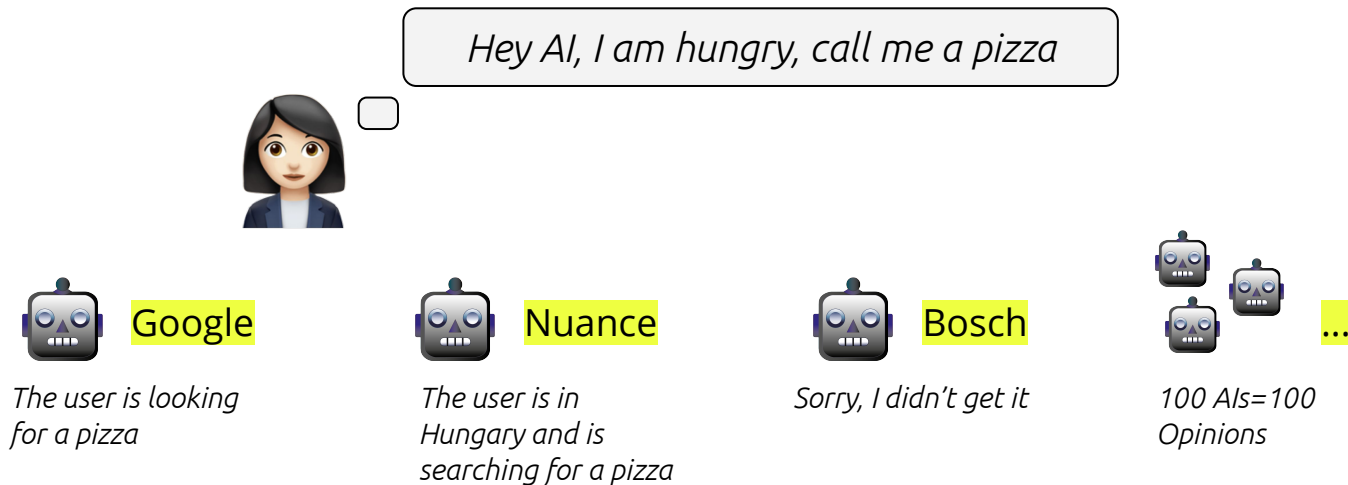 Hey AI, I am hungry, call me a pizza
Google
The user is looking
for a pizza
Nuance
The user is in
Hungary and is
searching for a pizza
Bosch
Sorry, I didn't get it
...
100 AIs=100
Opinions